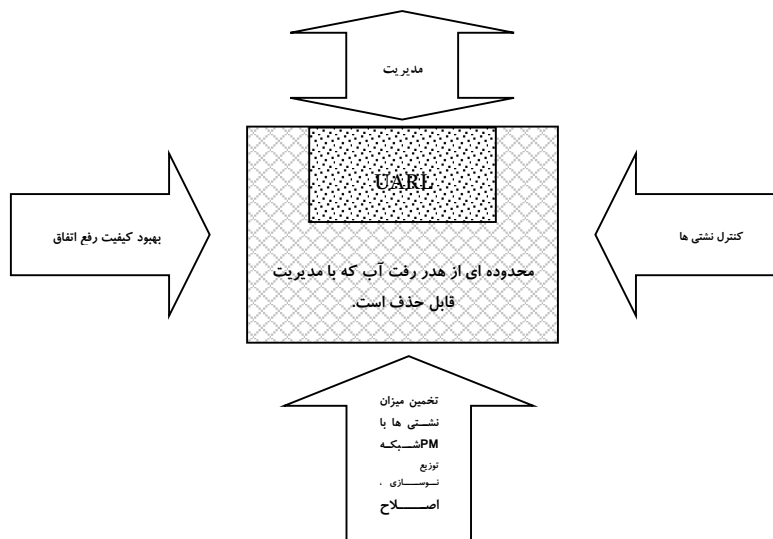 مدیریت
UARL
بهبود کیفیت رفع اتفاق
کنترل نشتی ها
محدوده ای از هدر رفت آب که با مدیریت
قابل حذف است.
تخمین میزان
نشتی ها با
PMشبکه
توزیع
نوسازی ،
اصلاح